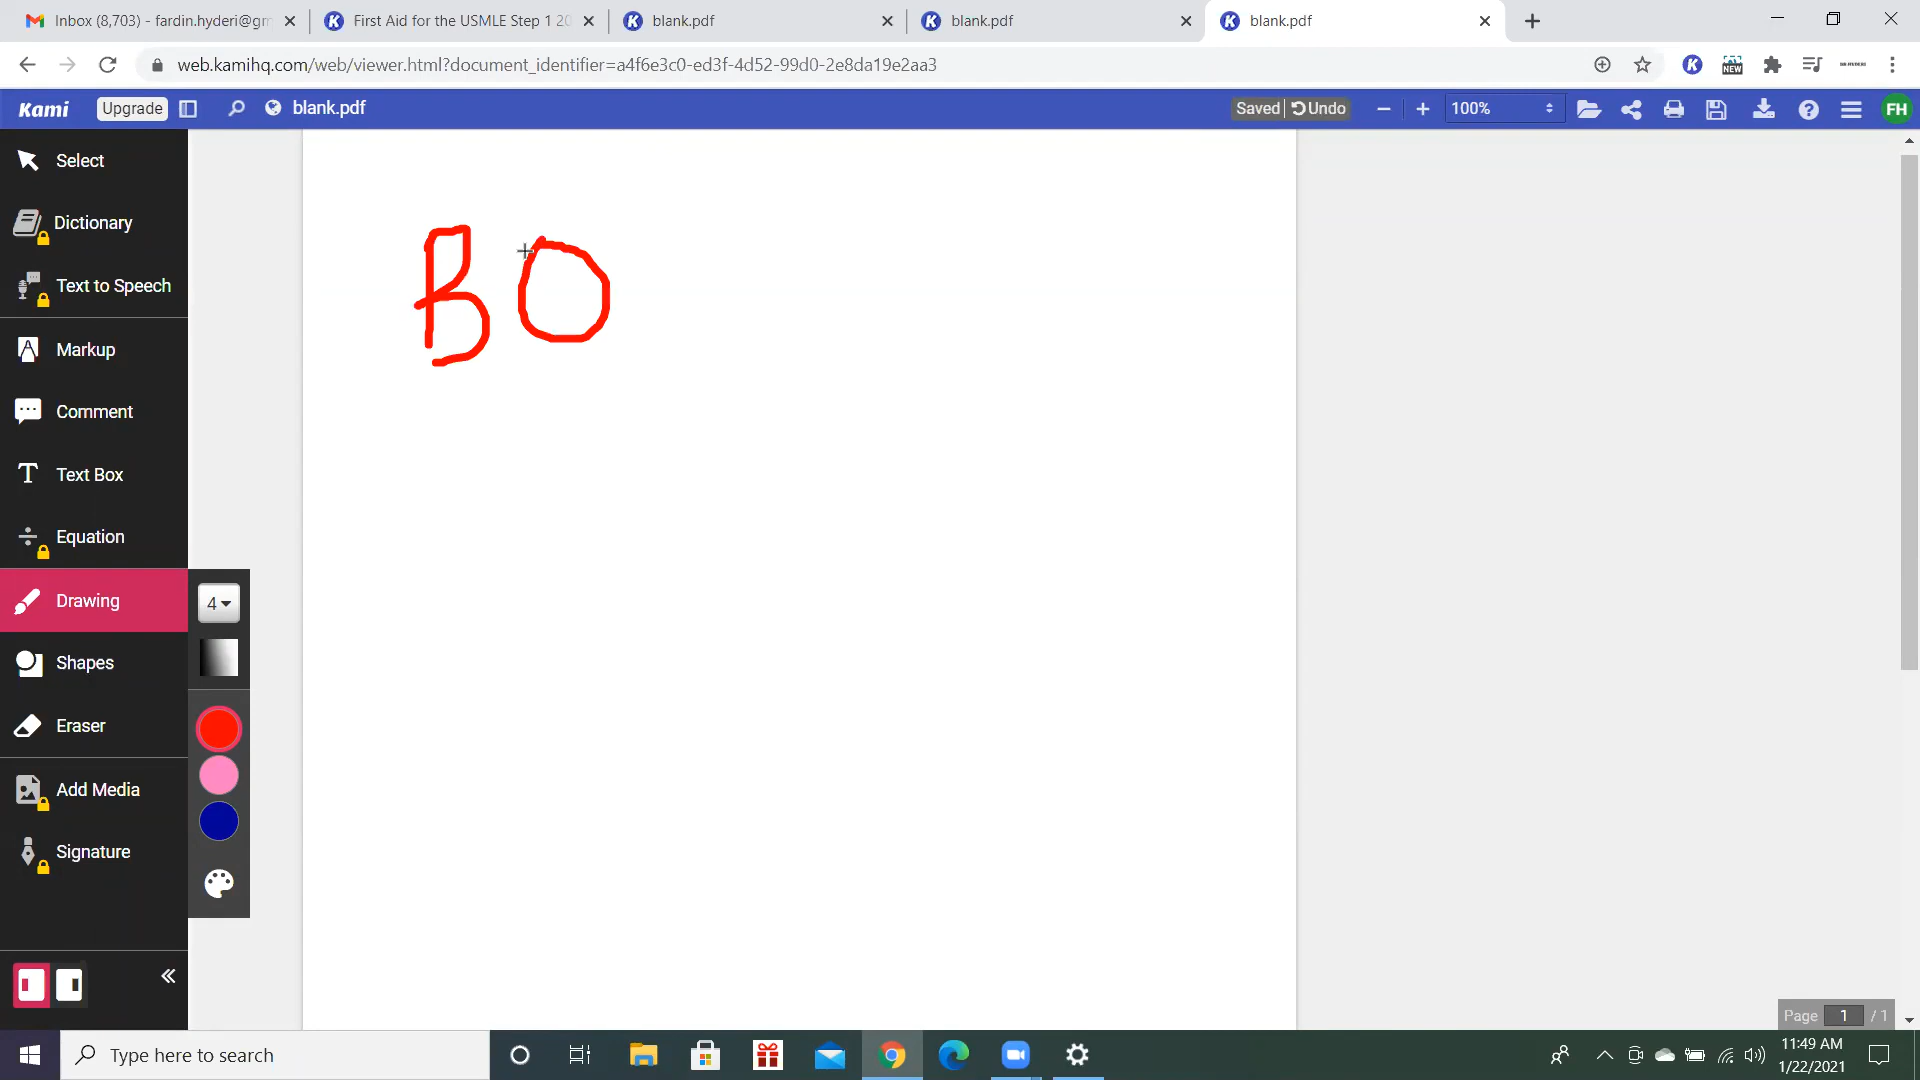 Inbox (8,703) - fardin.hyderi@gm
First Aid for the USMLE Step 1 20
blank.pdf
blank.pdf
blank.pdf
web.kamihq.com/web/viewer.html?document_identifier=a4f6e3c0-ed3f-4d52-99d0-2e8da19e2aa3
NEW
Kami
Upgrade
blank.pdf
Saved
Undo
100%
FH
Select
Dictionary
Text to Speech
Markup
Comment
Text Box
Equation
Drawing
Shapes
Eraser
Add Media
Signature
4
BO
Page 1 / 1
Type here to search
11:49 AM
1/22/2021